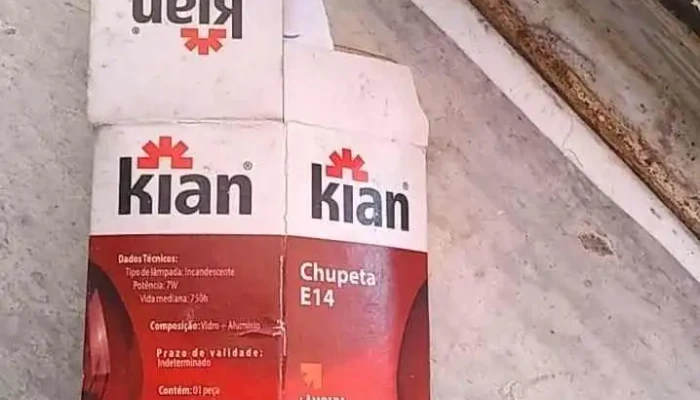 kian®
kian®
Dados Técnicos:
Tipo de lâmpada: Incandescente
Potência: 7W
Vida mediana: 750h
Composição: Vidro - Alumínio
Prazo de validade:
Indeterminado
Contém: 01 peça
kian®
Chupeta
E14
LÂMPADA